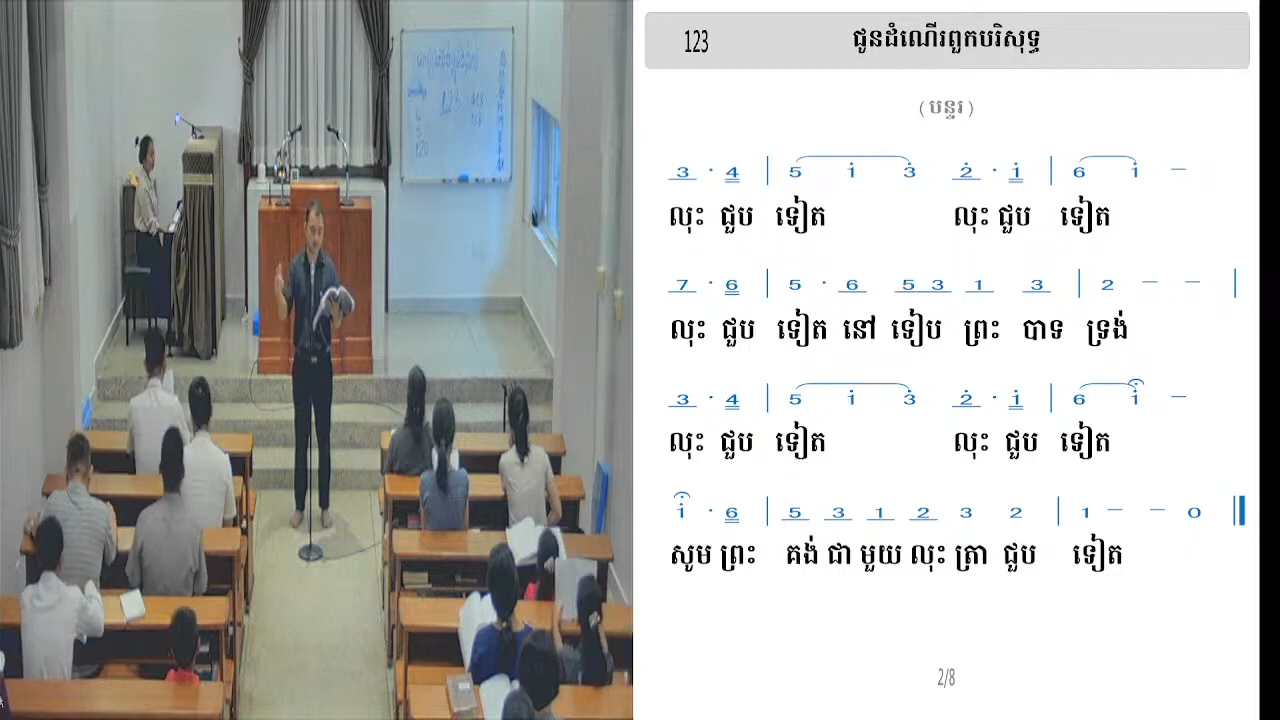 123 ជូនដំណើរពួកបរិសុទ្ធ
(បន្ទរ)
3 · 4 | 5 i 3 2 · i | 6 i –
លុះ ជួប ទៀត លុះ ជួប ទៀត
7 · 6 | 5 · 6 5 3 1 3 | 2 – – |
លុះ ជួប ទៀត នៅ ទៀប ព្រះ បាទ ទ្រង់
3 · 4 | 5 i 3 2 · i | 6 i –
លុះ ជួប ទៀត លុះ ជួប ទៀត
i · 6 | 5 3 1 2 3 2 | 1 – – 0
សូម ព្រះ គង់ ជា មួយ លុះ ត្រា ជួប ទៀត
2/8
123